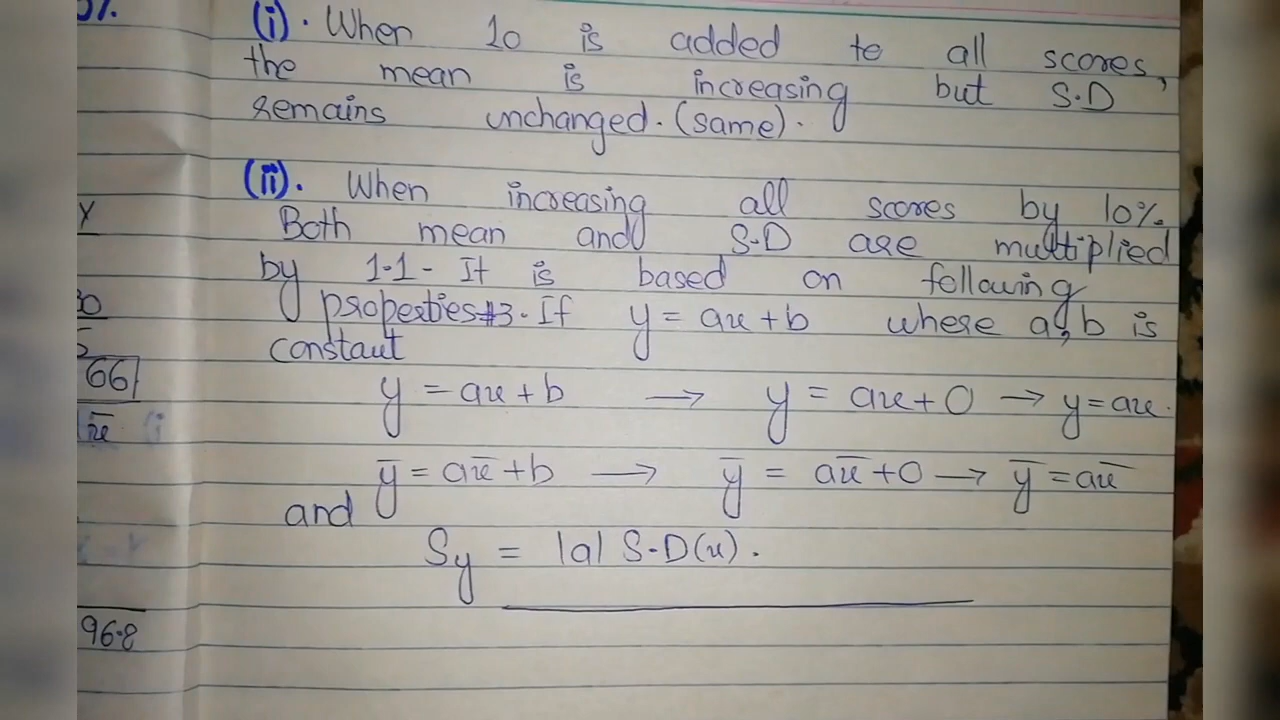 %.
(i). When 10 is added to all scores,
the mean is increasing but S.D
remains unchanged. (same).
(ii). When increasing all scores by 10%.
Y
Both mean and S.D are multiplied
by 1.1. It is based on following
properties #3. If y = ax + b where a, b is
constant
66
y = ax + b → y = ax + 0 → y = ax.
x̄
ȳ = ax̄ + b → ȳ = ax̄ + 0 → ȳ = ax̄
and
Sy = |a| S.D(x).
96.8